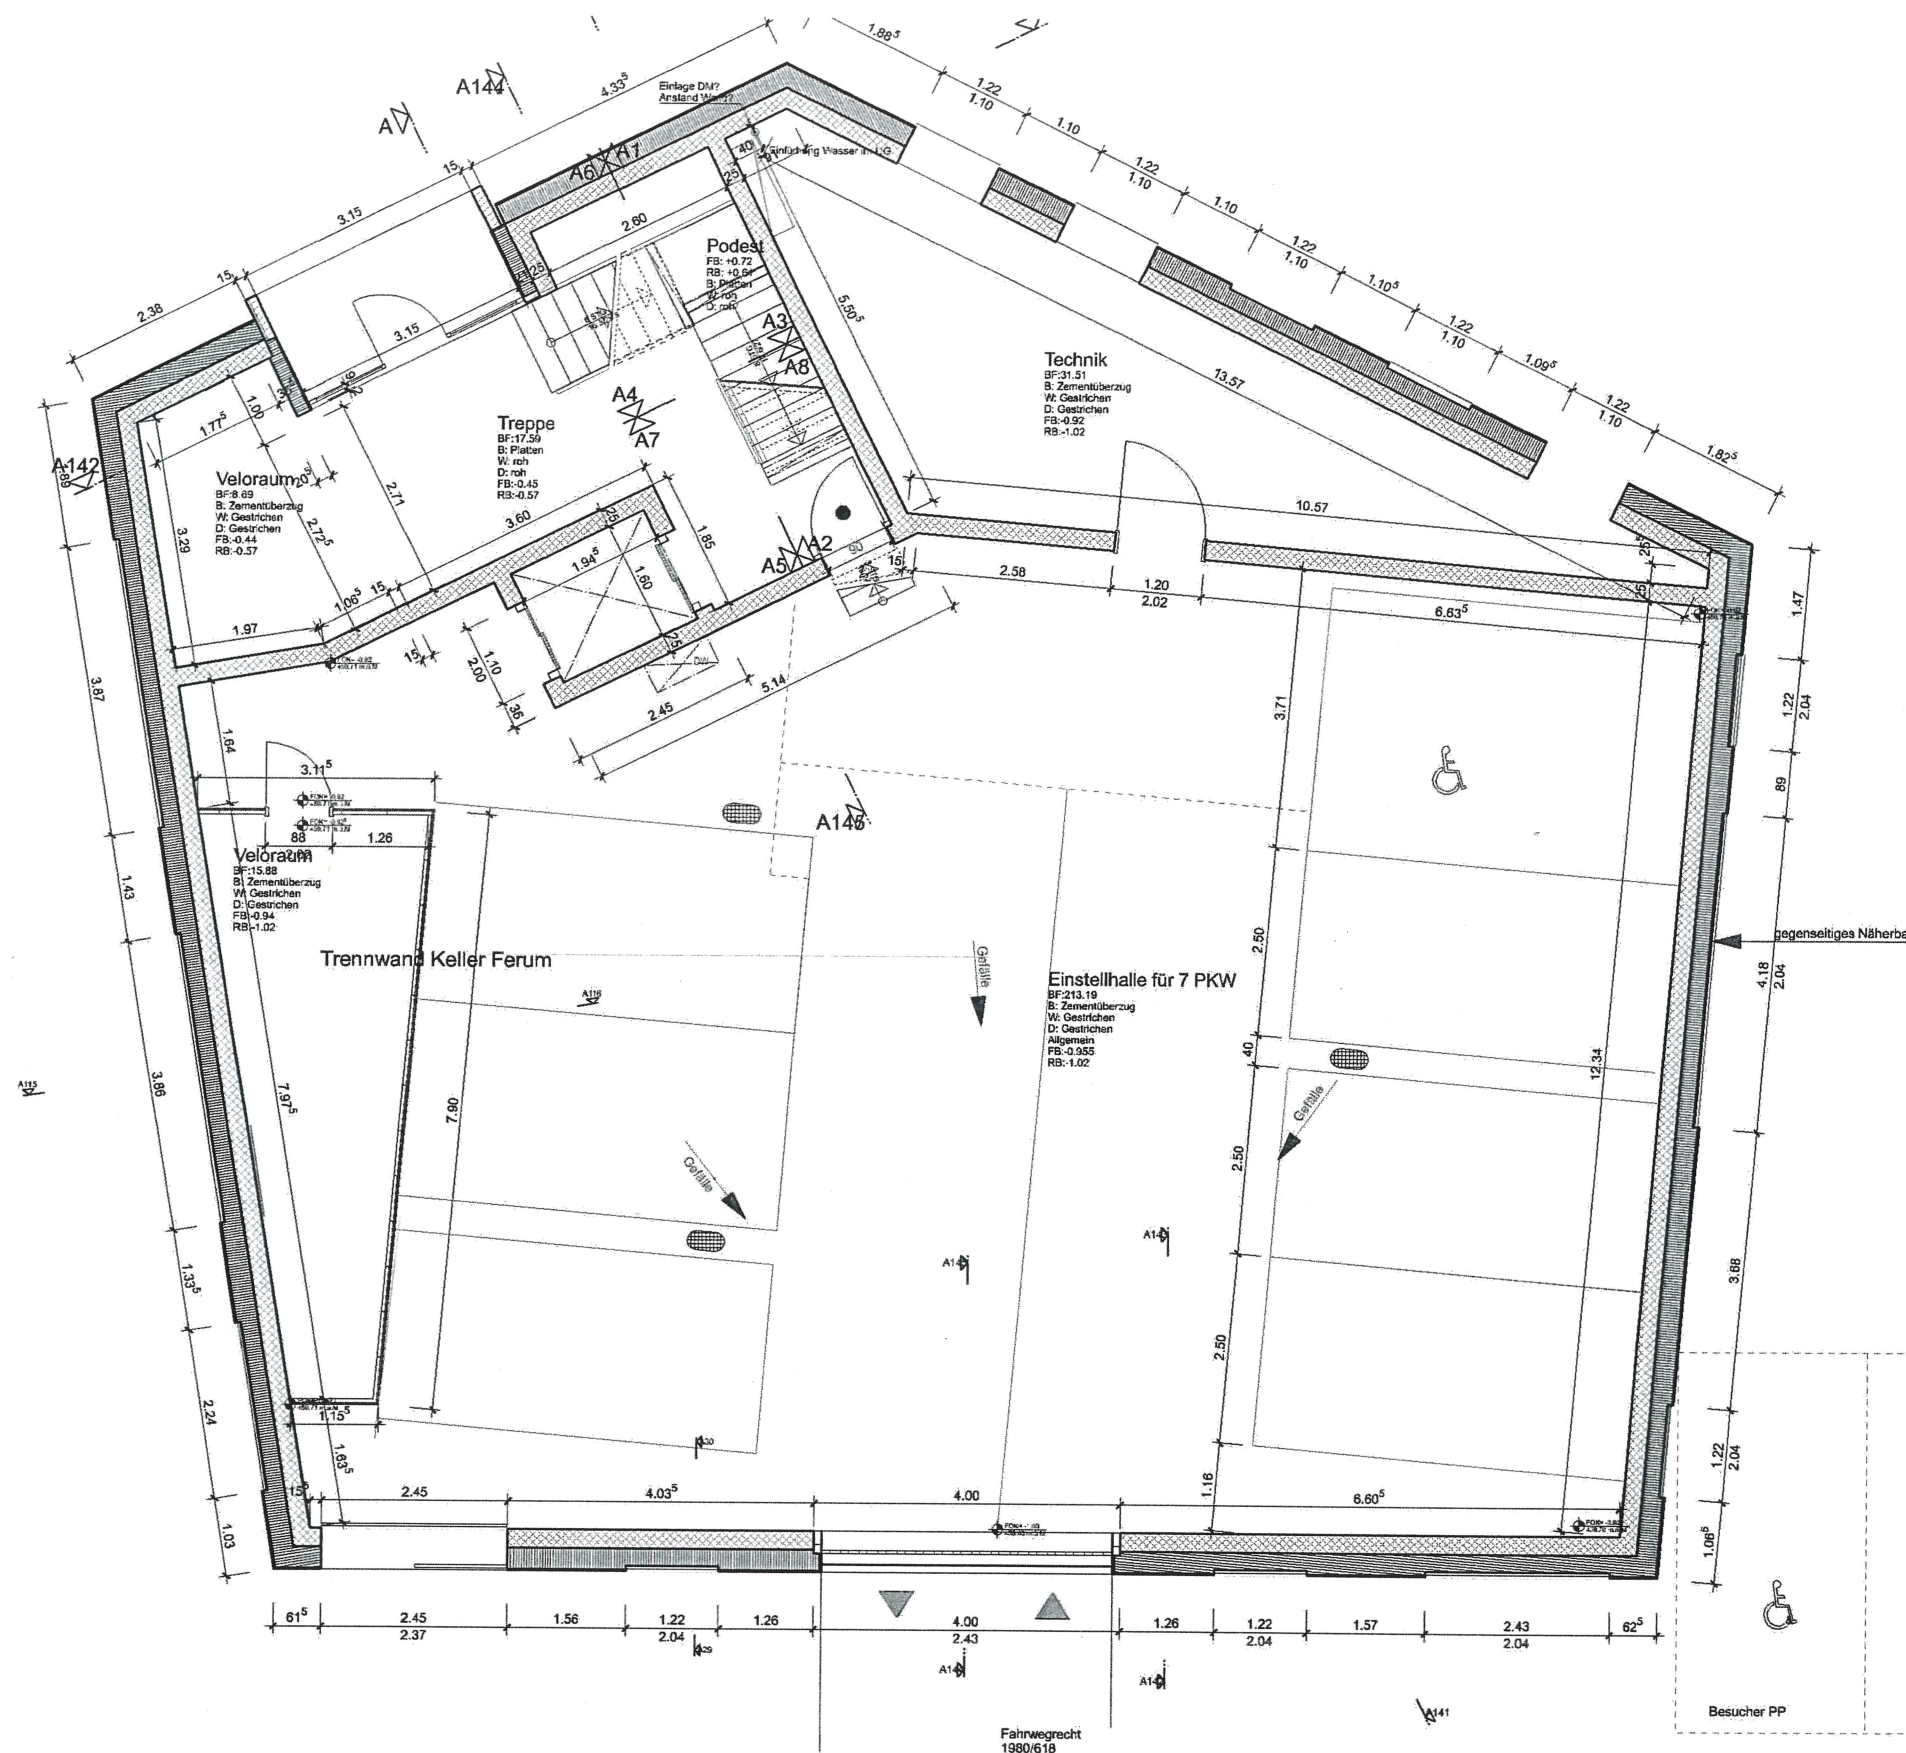 1.88⁵
1.22
1.10
1.10
1.22
1.10
1.10
1.22
1.10
1.10⁵
1.22
1.10
1.09⁵
1.22
1.10
1.82⁵
A144
A
4.33⁵
Einlage DM?
15
3.15
15
2.38
A6
A1
40
25
2.60
25
Podest
FB: +0.72
B: Platten
W: roh
D: roh
3.15
5.50⁵
13.57
A3
A8
A4
A7
Technik
BF:31.51
B: Zementüberzug
W: Gestrichen
D: Gestrichen
FB:-0.92
RB:-1.02
Treppe
BF:17.59
B: Platten
W: roh
D: roh
FB:-0.45
RB:-0.57
1.00
1.77⁵
A142
Veloraum
BF:8.69
B: Zementüberzug
W: Gestrichen
D: Gestrichen
FB:-0.44
RB:-0.57
20⁵
2.71
2.72⁵
3.29
3.60
25
1.85
1.94⁵
1.60
25
A2
A5
15
10.57
2.58
1.20
2.02
6.63⁵
25⁵
25
1.06⁵
15
1.97
15
1.10
2.00
36
DW
2.45
5.14
3.71
1.47
1.22
2.04
89
3.87
1.64
3.11⁵
88
1.26
A145
Veloraum
BF:15.88
B: Zementüberzug
W: Gestrichen
D: Gestrichen
FB:-0.94
RB:-1.02
1.43
Trennwand Keller Ferum
A116
Gefälle
Einstellhalle für 7 PKW
BF:213.19
B: Zementüberzug
W: Gestrichen
D: Gestrichen
Allgemein
FB:-0.955
RB:-1.02
2.50
40
gegenseitiges Näherba
4.18
2.04
12.34
A115
3.86
7.97⁵
7.90
Gefälle
Gefälle
2.50
1.33⁵
3.68
2.50
2.24
1.15⁵
1.63⁵
1.16
1.22
2.04
1.03
15⁵
2.45
4.03⁵
4.00
6.60⁵
1.06⁵
61⁵
2.45
2.37
1.56
1.22
2.04
1.26
4.00
2.43
1.26
1.22
2.04
1.57
2.43
2.04
62⁵
A141
Besucher PP
Fahrwegrecht
1980/618